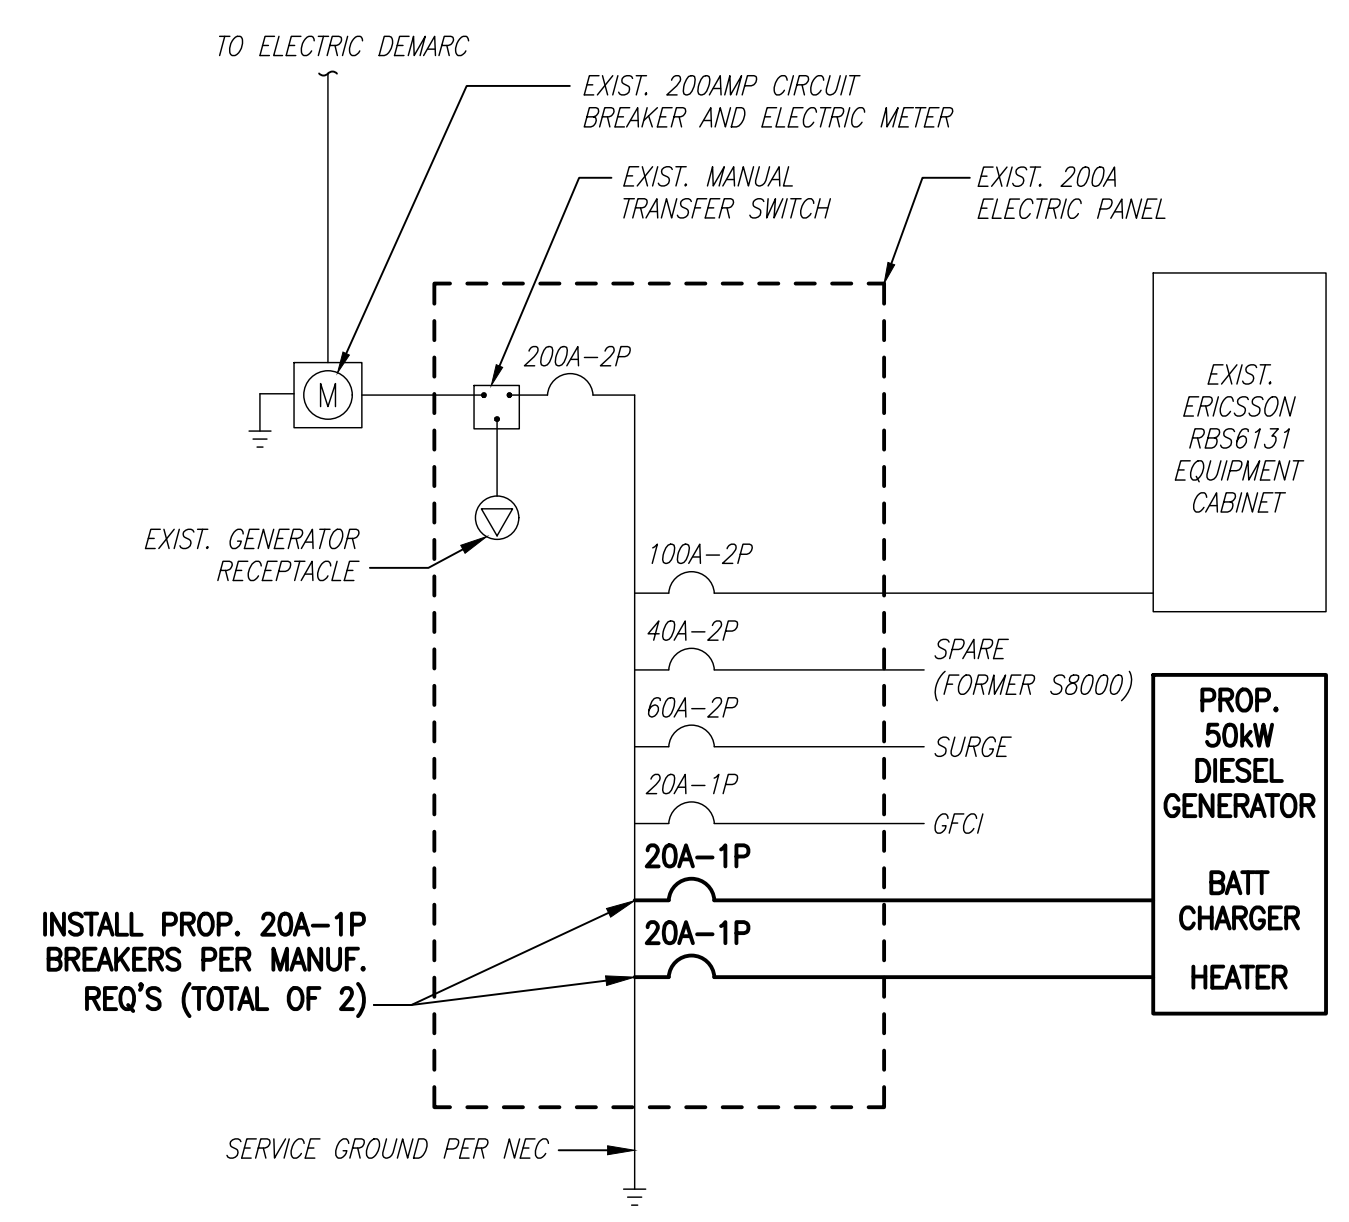 TO ELECTRIC DEMARC
EXIST. 200AMP CIRCUIT
BREAKER AND ELECTRIC METER
EXIST. MANUAL
TRANSFER SWITCH
EXIST. 200A
ELECTRIC PANEL
200A-2P
M
EXIST.
ERICSSON
RBS6131
EQUIPMENT
CABINET
EXIST. GENERATOR
RECEPTACLE
100A-2P
40A-2P
SPARE
(FORMER S8000)
60A-2P
SURGE
20A-1P
GFCI
PROP.
50kW
DIESEL
GENERATOR
20A-1P
BATT
CHARGER
20A-1P
HEATER
INSTALL PROP. 20A-1P
BREAKERS PER MANUF.
REQ'S (TOTAL OF 2)
SERVICE GROUND PER NEC